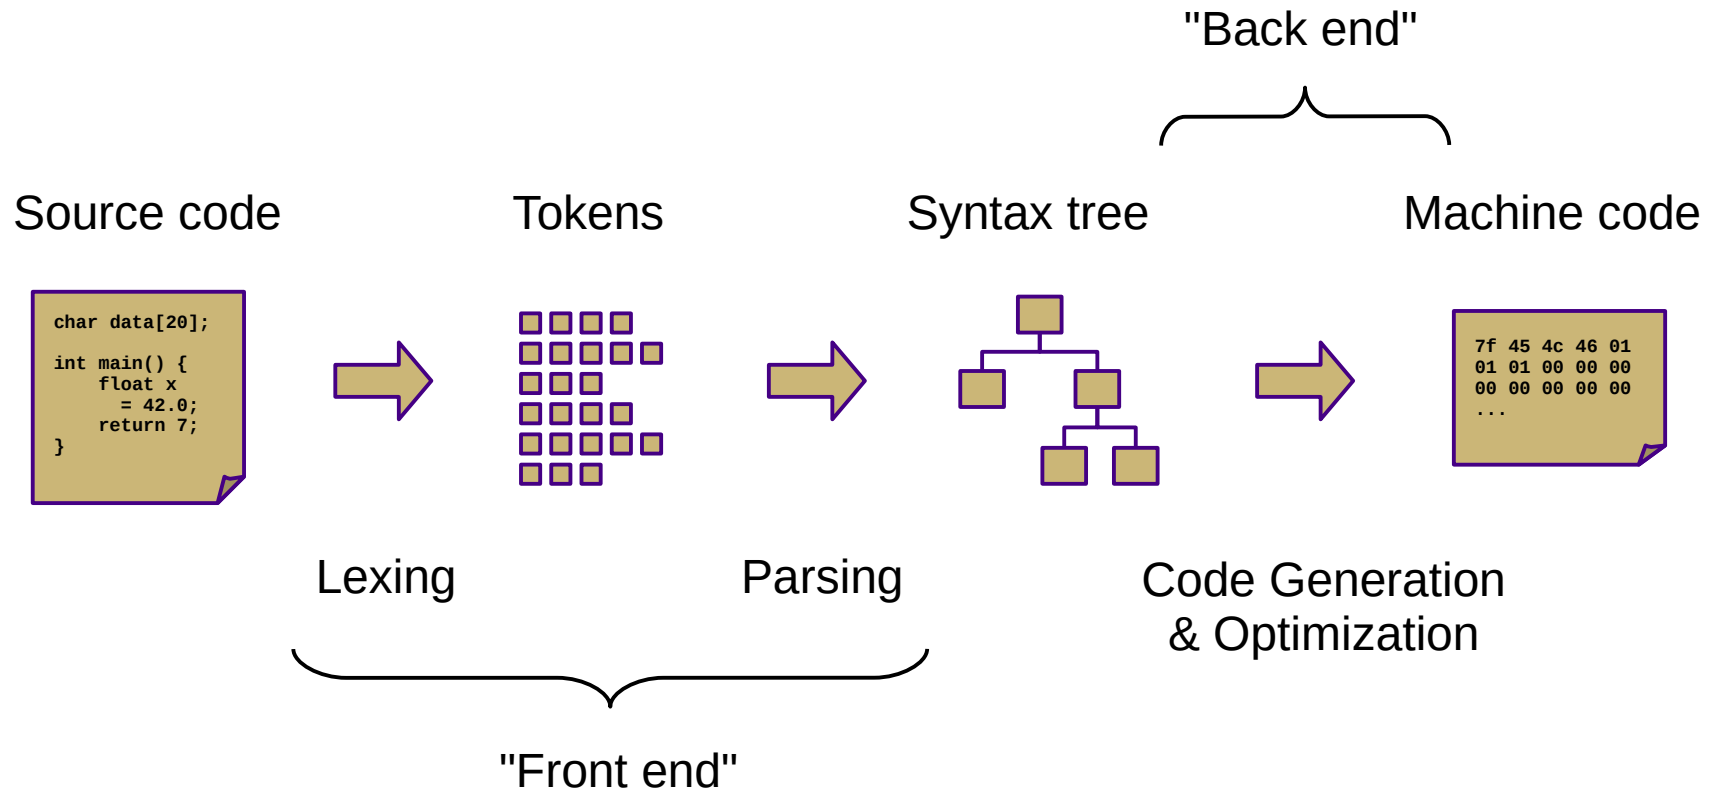 "Back end"
Source code
Tokens
Syntax tree
Machine code
char data[20];
int main() {
    float x
      = 42.0;
    return 7;
}
7f 45 4c 46 01
01 01 00 00 00
00 00 00 00 00
...
Lexing
Parsing
Code Generation
& Optimization
"Front end"